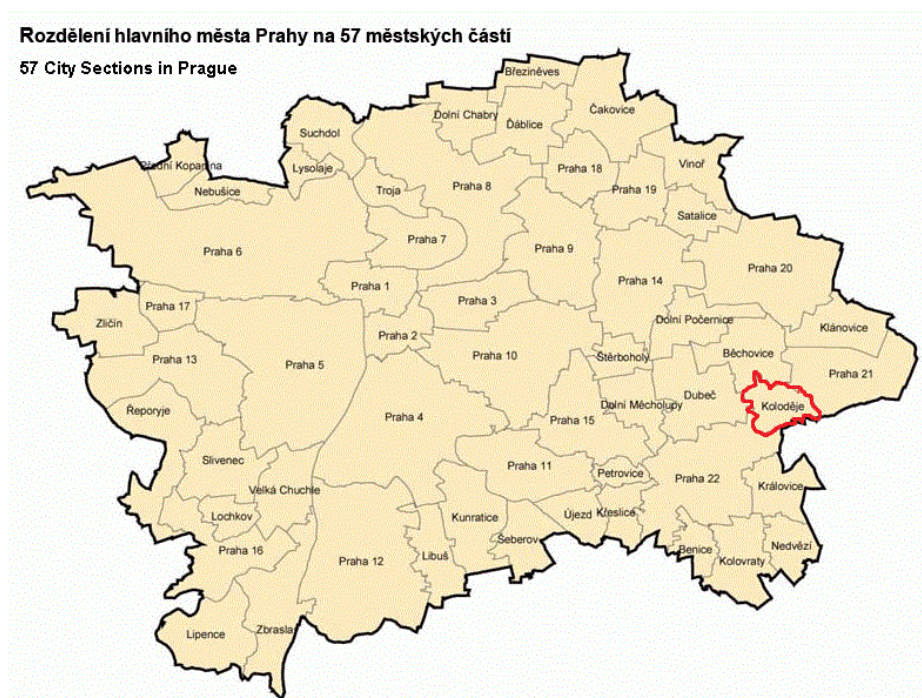 Rozdělení hlavního města Prahy na 57 městských částí
57 City Sections in Prague
Březiněves
Čakovice
Dolní Chabry
Ďáblice
Suchdol
Přední Kopanina
Lysolaje
Vinoř
Praha 18
Nebušice
Troja
Praha 8
Praha 19
Satalice
Praha 7
Praha 6
Praha 9
Praha 20
Praha 1
Praha 14
Praha 3
Praha 17
Zličín
Dolní Počernice
Klánovice
Praha 2
Praha 13
Praha 5
Praha 10
Štěrboholy
Běchovice
Praha 21
Dubeč
Řeporyje
Praha 4
Dolní Měcholupy
Koloděje
Praha 15
Slivenec
Praha 11
Petrovice
Praha 22
Velká Chuchle
Královice
Lochkov
Kunratice
Újezd
Křeslice
Šeberov
Nedvězí
Praha 16
Praha 12
Libuš
Benice
Kolovraty
Lipence
Zbrasla